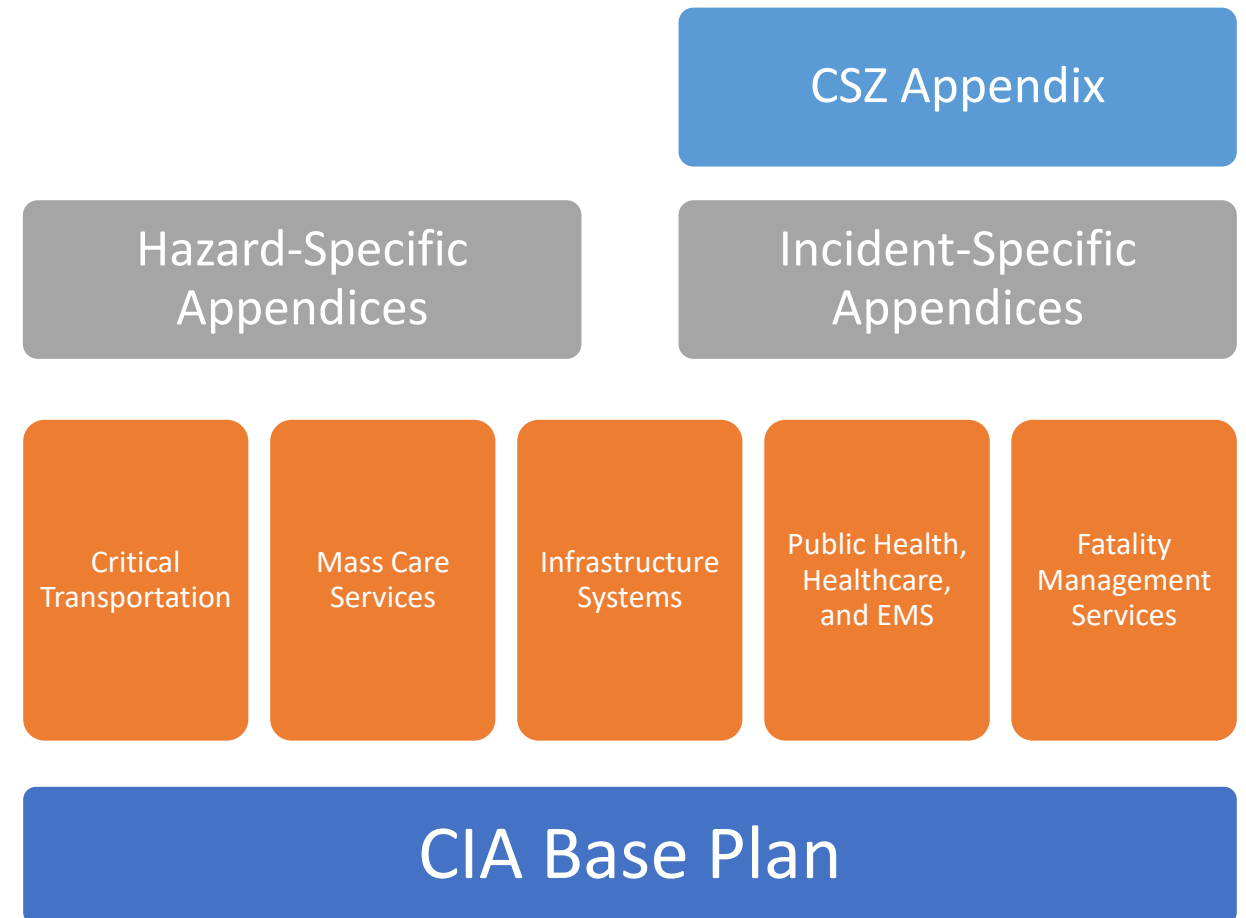 CSZ Appendix
Hazard-Specific
Appendices
Incident-Specific
Appendices
Critical
Transportation
Mass Care
Services
Infrastructure
Systems
Public Health,
Healthcare,
and EMS
Fatality
Management
Services
CIA Base Plan